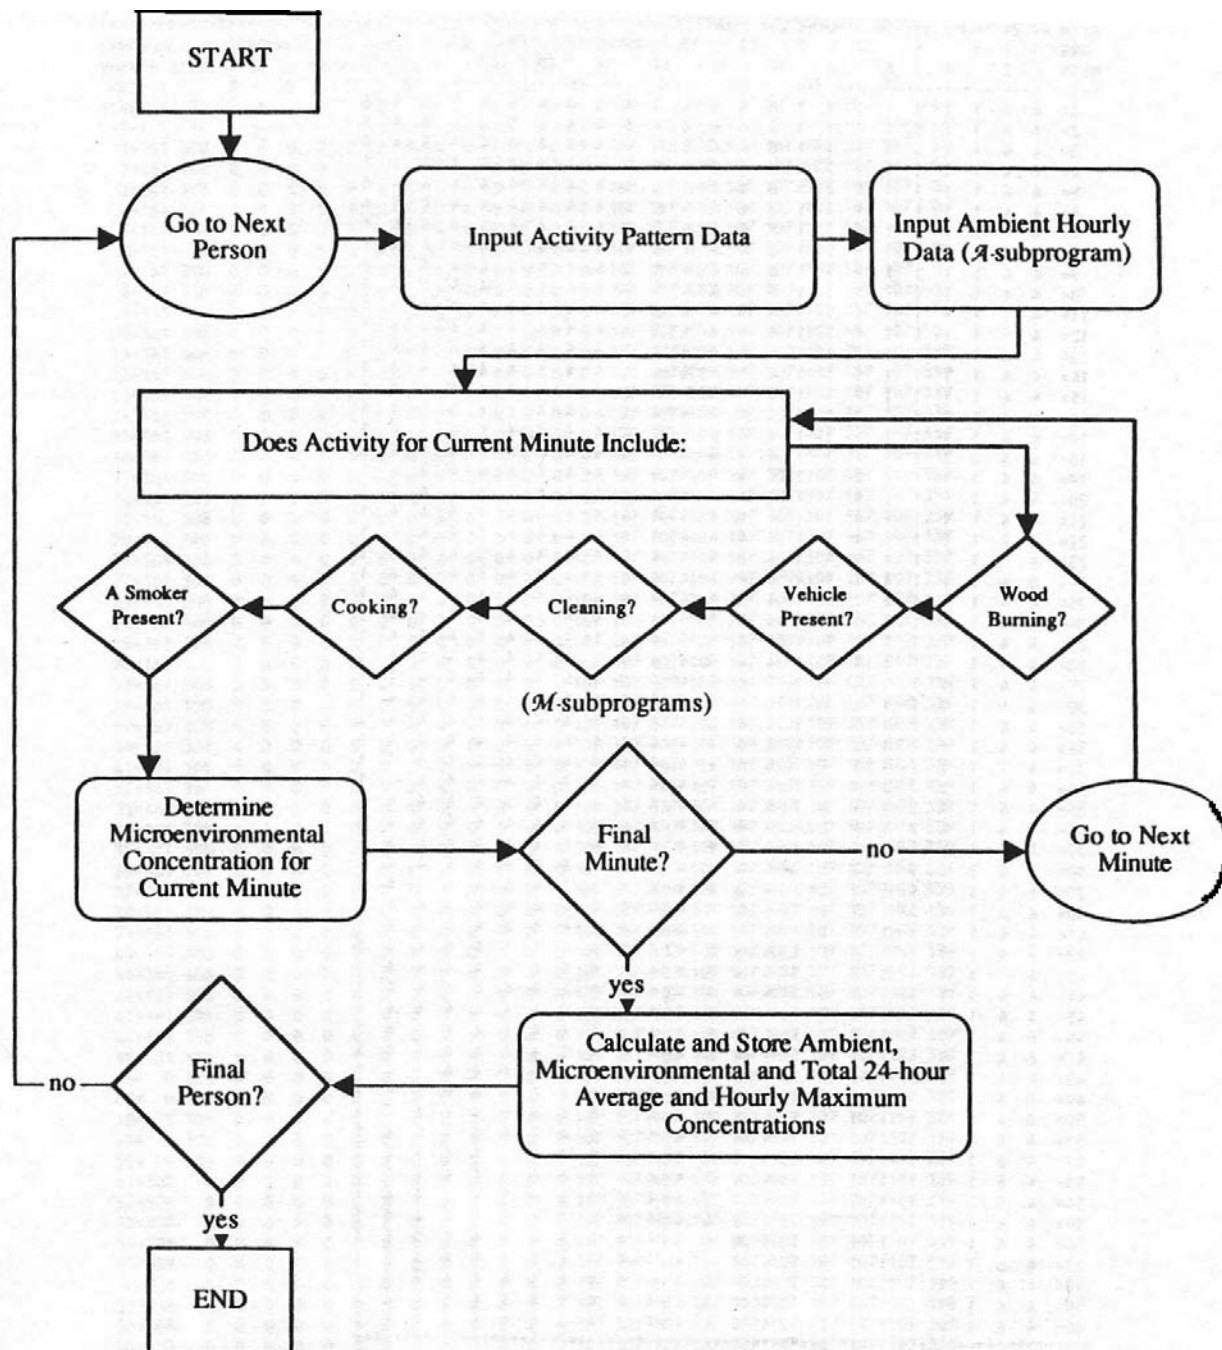 START
Go to Next
Person
Input Activity Pattern Data
Input Ambient Hourly
Data (𝒜-subprogram)
Does Activity for Current Minute Include:
A Smoker
Present?
Cooking?
Cleaning?
Vehicle
Present?
Wood
Burning?
(ℳ-subprograms)
Determine
Microenvironmental
Concentration for
Current Minute
Final
Minute?
no
Go to Next
Minute
yes
Calculate and Store Ambient,
Microenvironmental and Total 24-hour
Average and Hourly Maximum
Concentrations
Final
Person?
no
yes
END